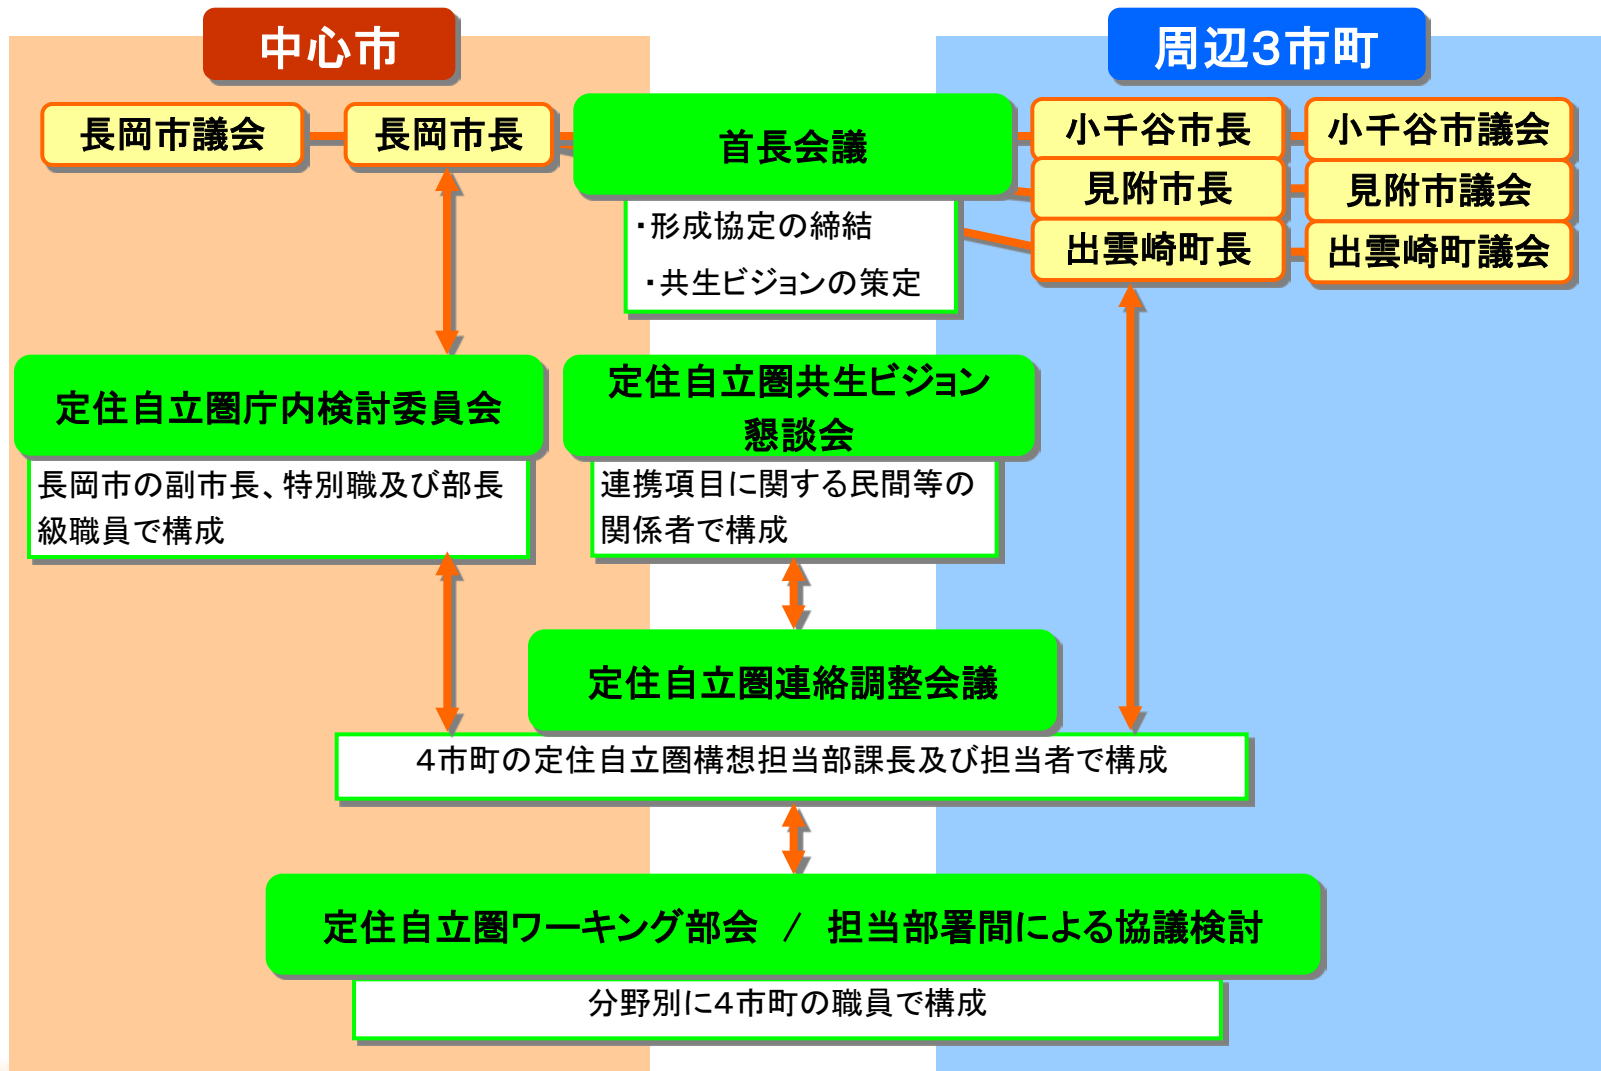 中心市
周辺3市町
長岡市議会
長岡市長
首長会議
小千谷市長
小千谷市議会
見附市長
見附市議会
出雲崎町長
出雲崎町議会
・形成協定の締結
・共生ビジョンの策定
定住自立圏庁内検討委員会
長岡市の副市長、特別職及び部長
級職員で構成
定住自立圏共生ビジョン
懇談会
連携項目に関する民間等の
関係者で構成
定住自立圏連絡調整会議
4市町の定住自立圏構想担当部課長及び担当者で構成
定住自立圏ワーキング部会 / 担当部署間による協議検討
分野別に4市町の職員で構成